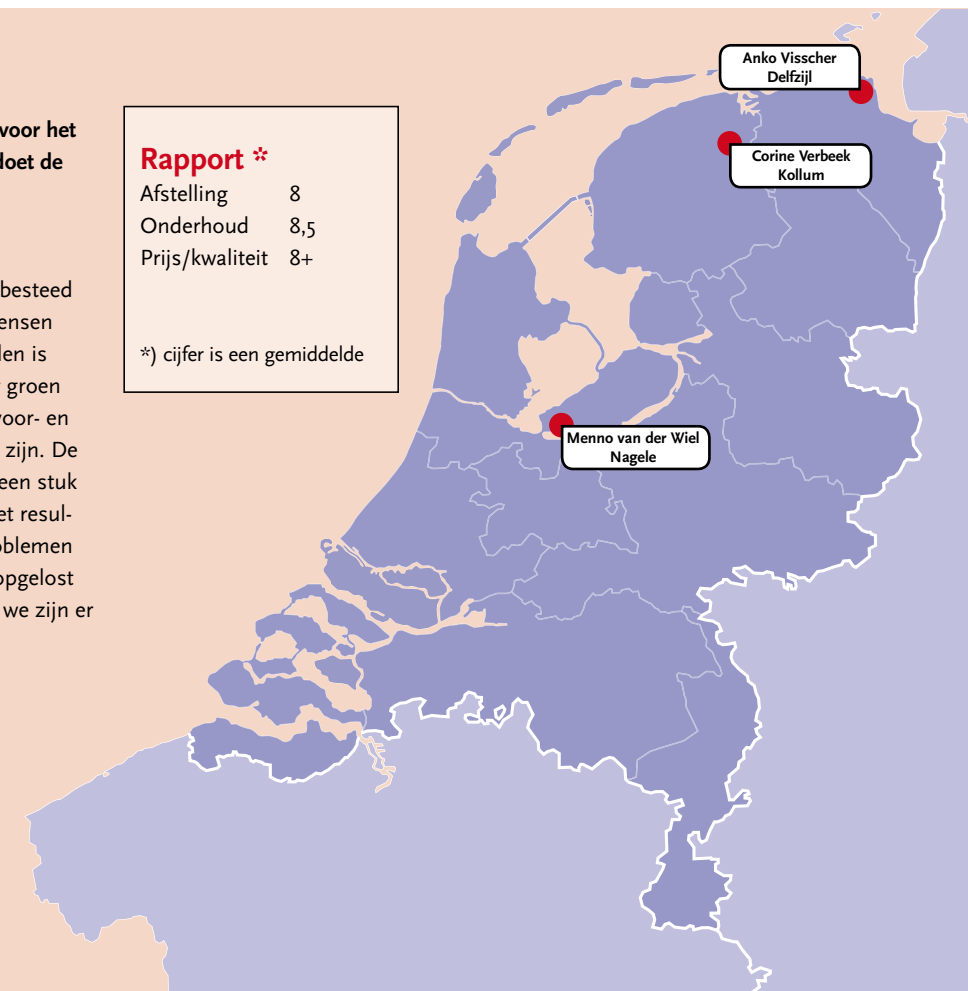 voor het
doet de
besteed
ensen
den is
groen
voor- en
zijn. De
een stuk
et resul-
oblemen
opgelost
we zijn er
Rapport *
Afstelling 8
Onderhoud 8,5
Prijs/kwaliteit 8+
*) cijfer is een gemiddelde
Anko Visscher
Delfzijl
Corine Verbeek
Kollum
Menno van der Wiel
Nagele